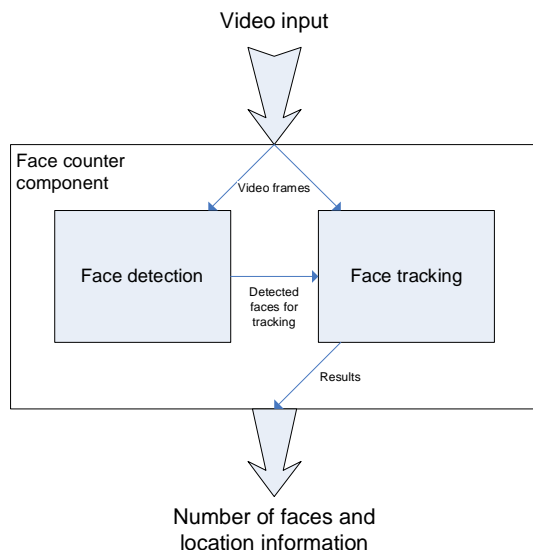 Video input
Face counter
component
Video frames
Face detection
Face tracking
Detected
faces for
tracking
Results
Number of faces and
location information